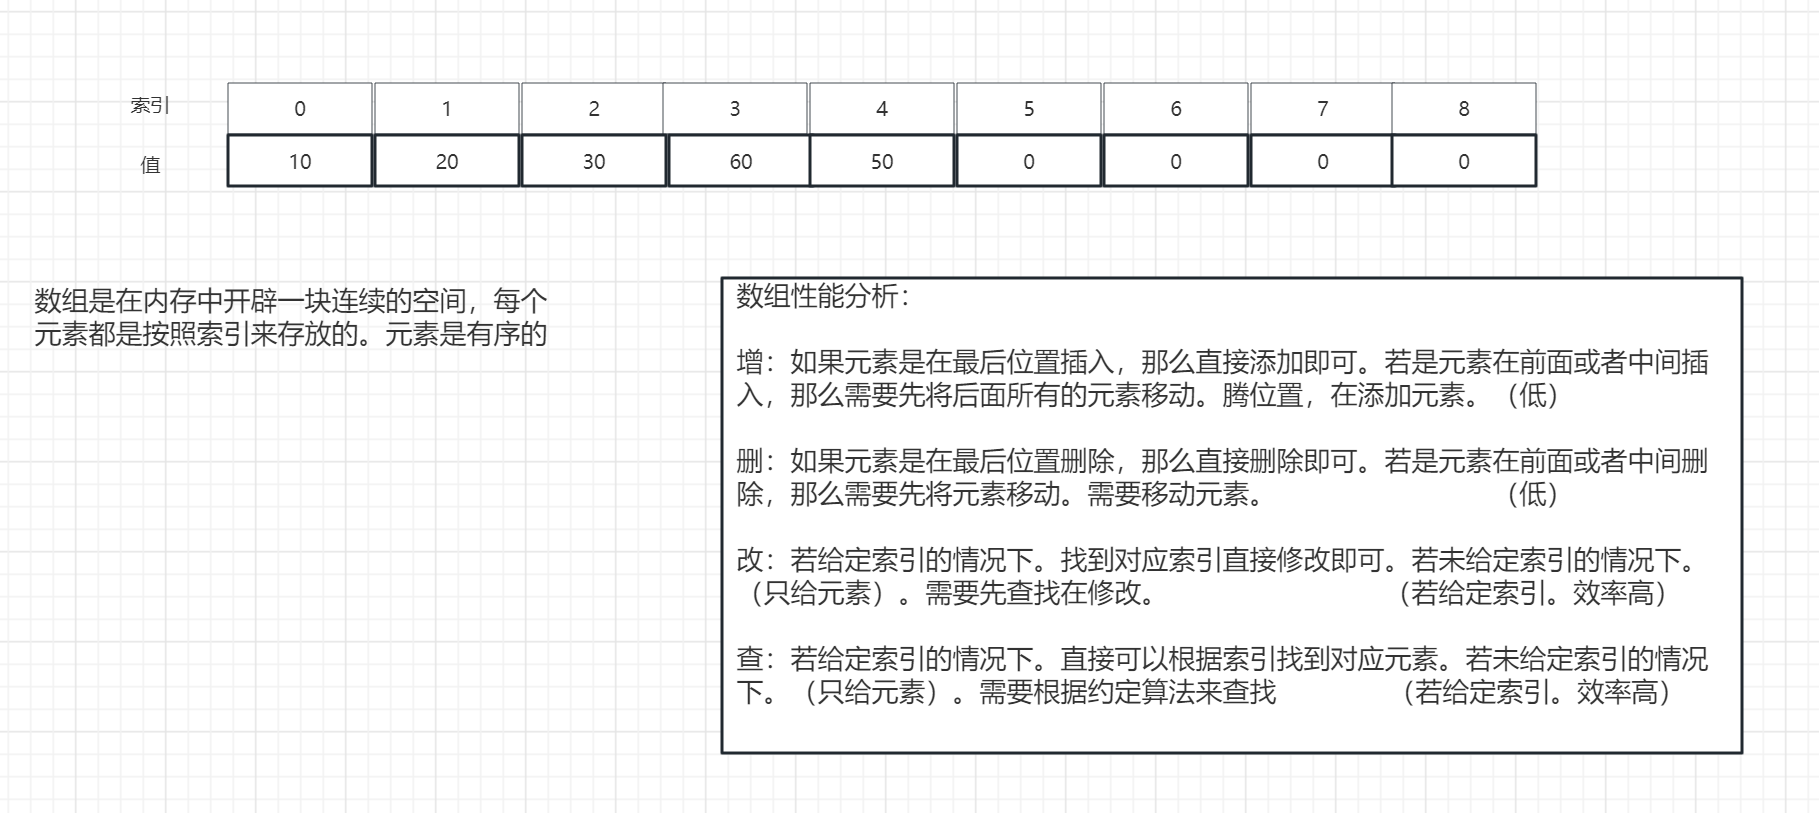 索引 0 1 2 3 4 5 6 7 8
值 10 20 30 60 50 0 0 0 0
数组是在内存中开辟一块连续的空间，每个
元素都是按照索引来存放的。元素是有序的
数组性能分析：
增：如果元素是在最后位置插入，那么直接添加即可。若是元素在前面或者中间插
入，那么需要先将后面所有的元素移动。腾位置，在添加元素。（低）
删：如果元素是在最后位置删除，那么直接删除即可。若是元素在前面或者中间删
除，那么需要先将元素移动。需要移动元素。 （低）
改：若给定索引的情况下。找到对应索引直接修改即可。若未给定索引的情况下。
（只给元素）。需要先查找在修改。 （若给定索引。效率高）
查：若给定索引的情况下。直接可以根据索引找到对应元素。若未给定索引的情况
下。（只给元素）。需要根据约定算法来查找 （若给定索引。效率高）